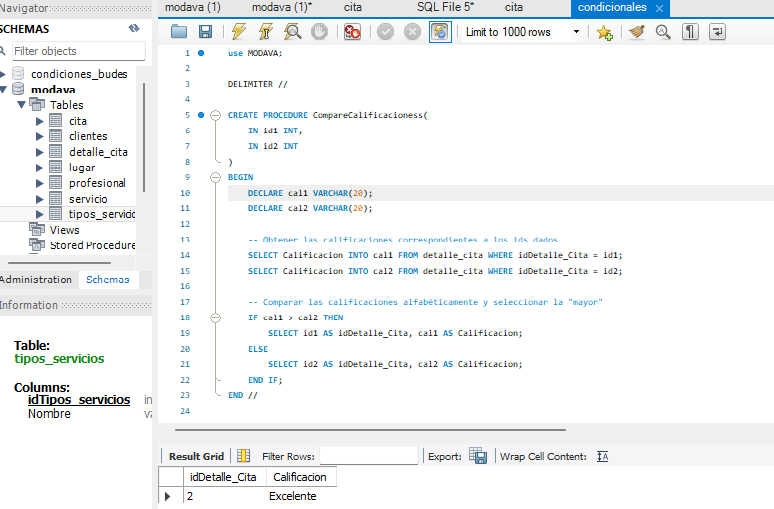 Navigator
modava (1)
modava (1)*
cita
SQL File 5*
cita
condicionales
SCHEMAS
Filter objects
Limit to 1000 rows
condiciones_budes
modava
Tables
cita
clientes
detalle_cita
lugar
profesional
servicio
tipos_servic
Views
Stored Procedure
Administration Schemas
Information
Table:
tipos_servicios
Columns:
idTipos_servicios in
Nombre va
1 use MODAVA;
2
3 DELIMITER //
4
5 CREATE PROCEDURE CompareCalificacioness(
6 IN id1 INT,
7 IN id2 INT
8 )
9 BEGIN
10 DECLARE cal1 VARCHAR(20);
11 DECLARE cal2 VARCHAR(20);
12
13 -- Obtener las calificaciones correspondientes a los ids dados
14 SELECT Calificacion INTO cal1 FROM detalle_cita WHERE idDetalle_Cita = id1;
15 SELECT Calificacion INTO cal2 FROM detalle_cita WHERE idDetalle_Cita = id2;
16
17 -- Comparar las calificaciones alfabéticamente y seleccionar la "mayor"
18 IF cal1 > cal2 THEN
19 SELECT id1 AS idDetalle_Cita, cal1 AS Calificacion;
20 ELSE
21 SELECT id2 AS idDetalle_Cita, cal2 AS Calificacion;
22 END IF;
23 END //
24
Result Grid Filter Rows: Export: Wrap Cell Content:
idDetalle_Cita Calificacion
2 Excelente